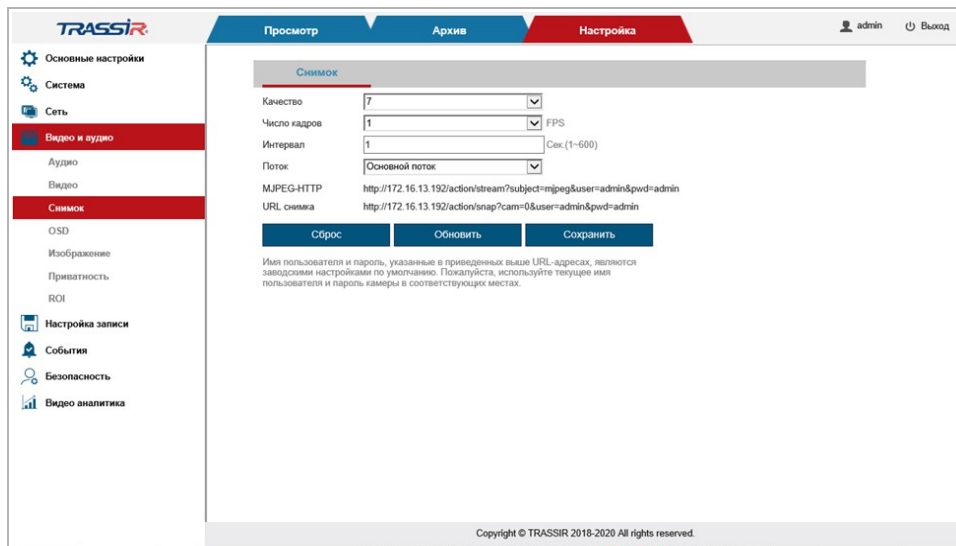 TRASSIR
Просмотр
Архив
Настройка
admin
Выход
Основные настройки
Система
Сеть
Видео и аудио
Аудио
Видео
Снимок
OSD
Изображение
Приватность
ROI
Настройка записи
События
Безопасность
Видео аналитика
Снимок
Качество 7
Число кадров 1 FPS
Интервал 1 Сек.(1~600)
Поток Основной поток
MJPEG-HTTP http://172.16.13.192/action/stream?subject=mjpeg&user=admin&pwd=admin
URL снимка http://172.16.13.192/action/snap?cam=0&user=admin&pwd=admin
Сброс Обновить Сохранить
Имя пользователя и пароль, указанные в приведенных выше URL-адресах, являются
заводскими настройками по умолчанию. Пожалуйста, используйте текущее имя
пользователя и пароль камеры в соответствующих местах.
Copyright © TRASSIR 2018-2020 All rights reserved.